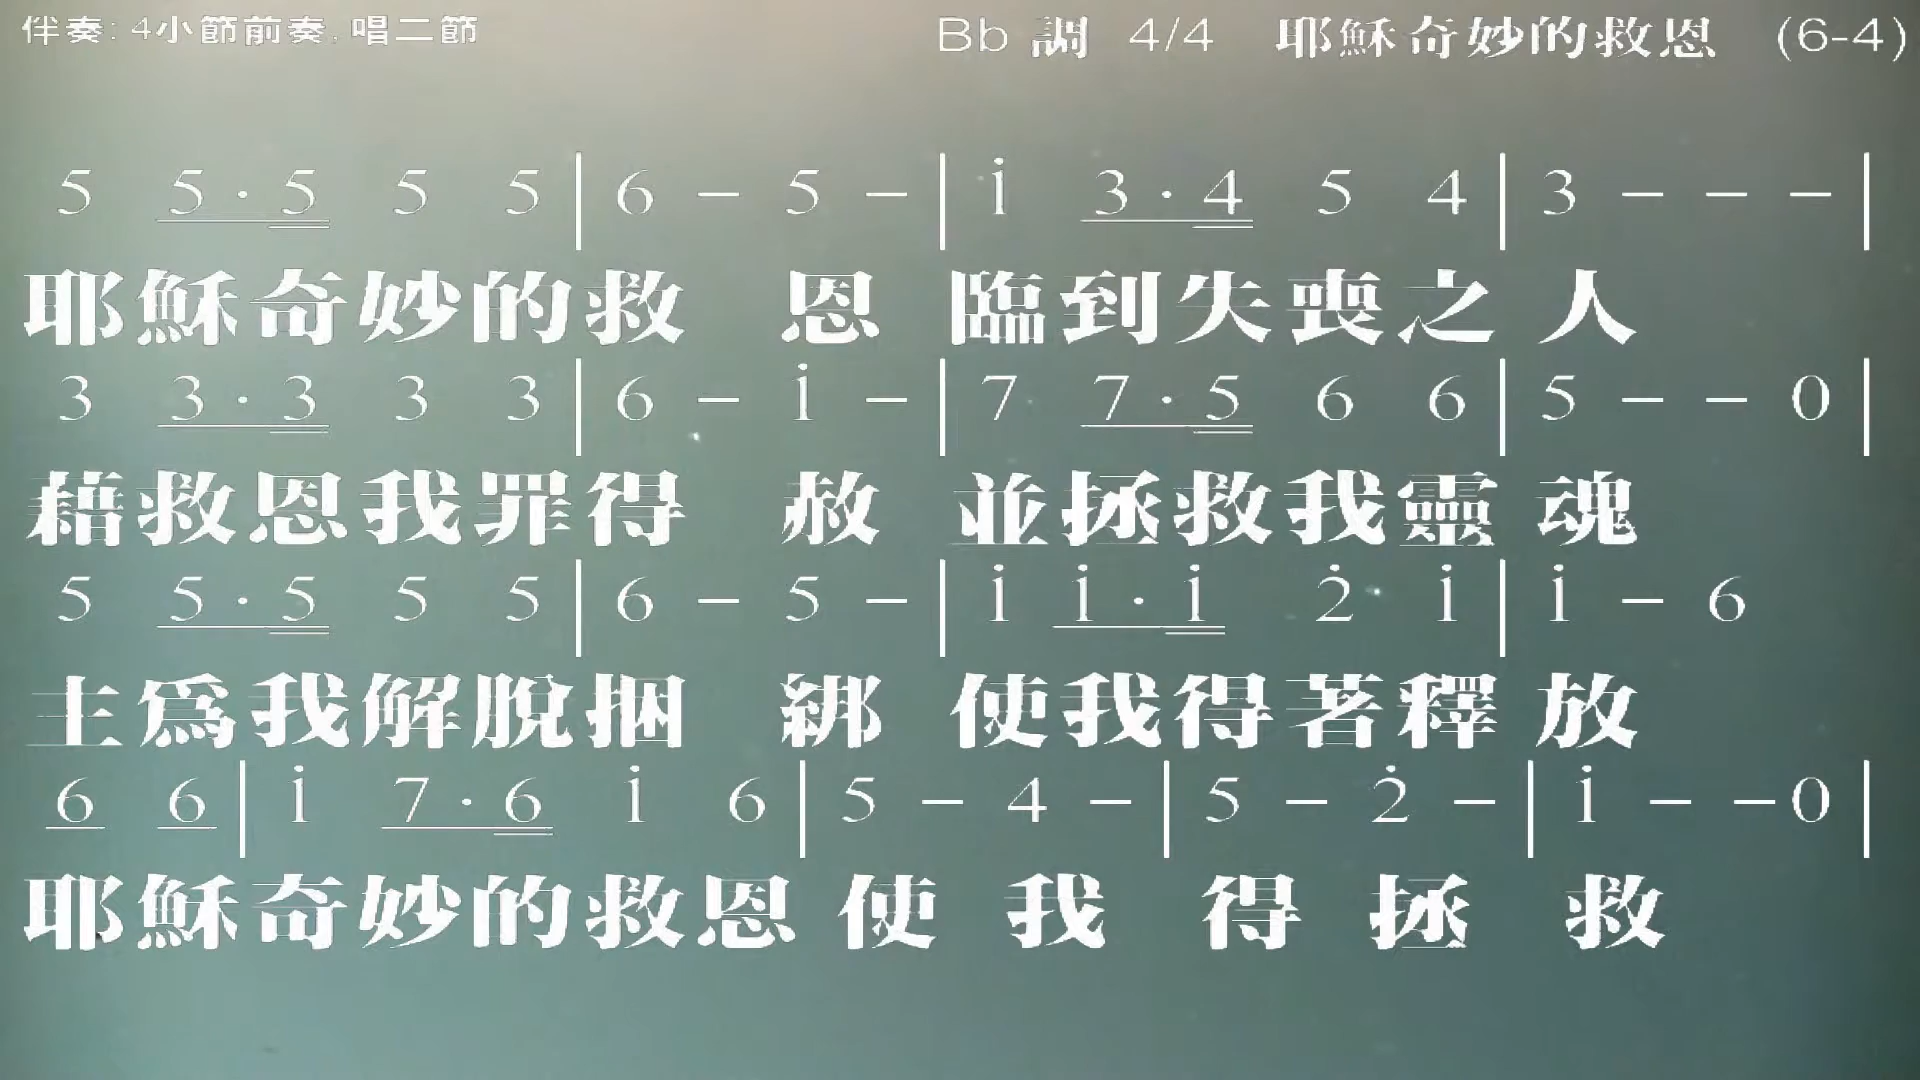 伴奏: 4小節前奏. 唱二節
Bb 調 4/4 耶穌奇妙的救恩 (6-4)
5 5 · 5 5 5 | 6 – 5 – | i 3 · 4 5 4 | 3 – – – |
耶穌奇妙的救 恩 臨到失喪之 人
3 3 · 3 3 3 | 6 – i – | 7 7 · 5 6 6 | 5 – – 0 |
藉救恩我罪得 赦 並拯救我靈 魂
5 5 · 5 5 5 | 6 – 5 – | i i · i 2̇ i | i – 6
主爲我解脫捆 綁 使我得著釋 放
6 6 | i 7 · 6 i 6 | 5 – 4 – | 5 – 2̇ – | i – – 0 |
耶穌奇妙的救恩 使 我 得 拯 救